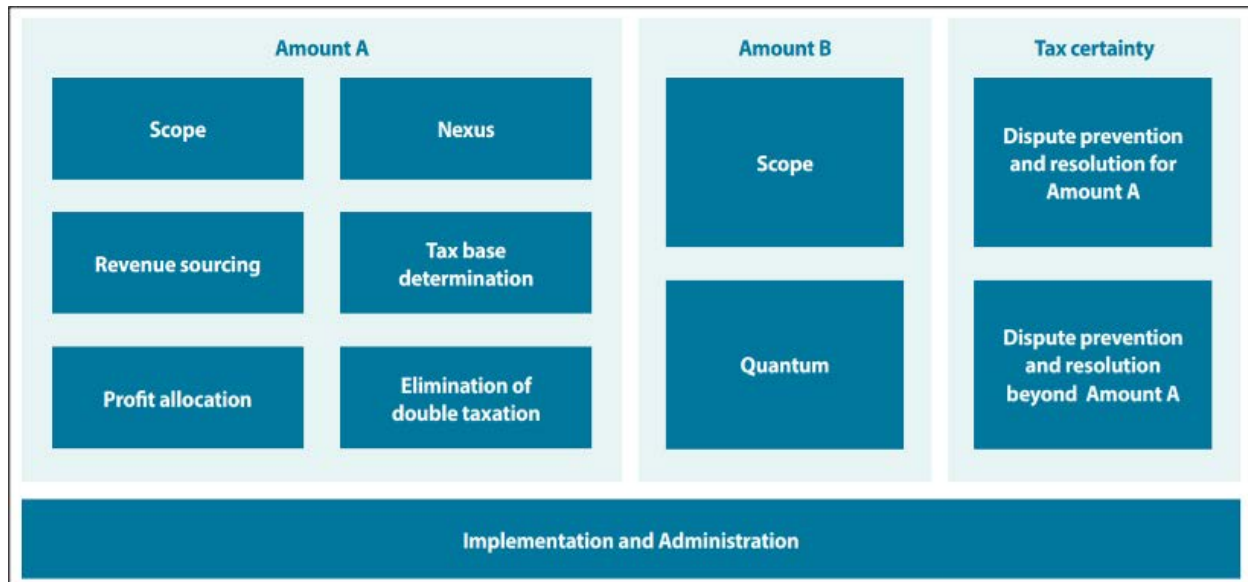 Amount A
Scope
Nexus
Revenue sourcing
Tax base
determination
Profit allocation
Elimination of
double taxation
Amount B
Scope
Quantum
Tax certainty
Dispute prevention
and resolution for
Amount A
Dispute prevention
and resolution
beyond Amount A
Implementation and Administration